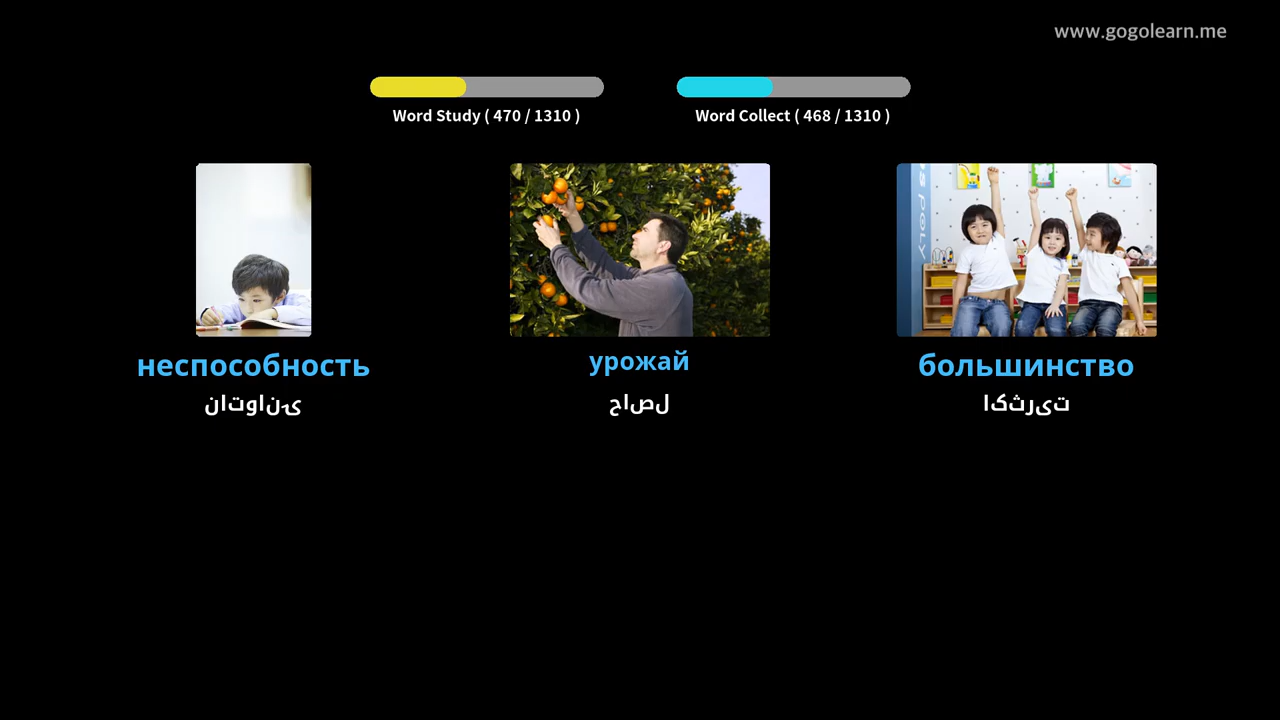 www.gogolearn.me
Word Study ( 470 / 1310 )
Word Collect ( 468 / 1310 )
неспособность
ناتوانی
урожай
حاصل
большинство
اکثریت